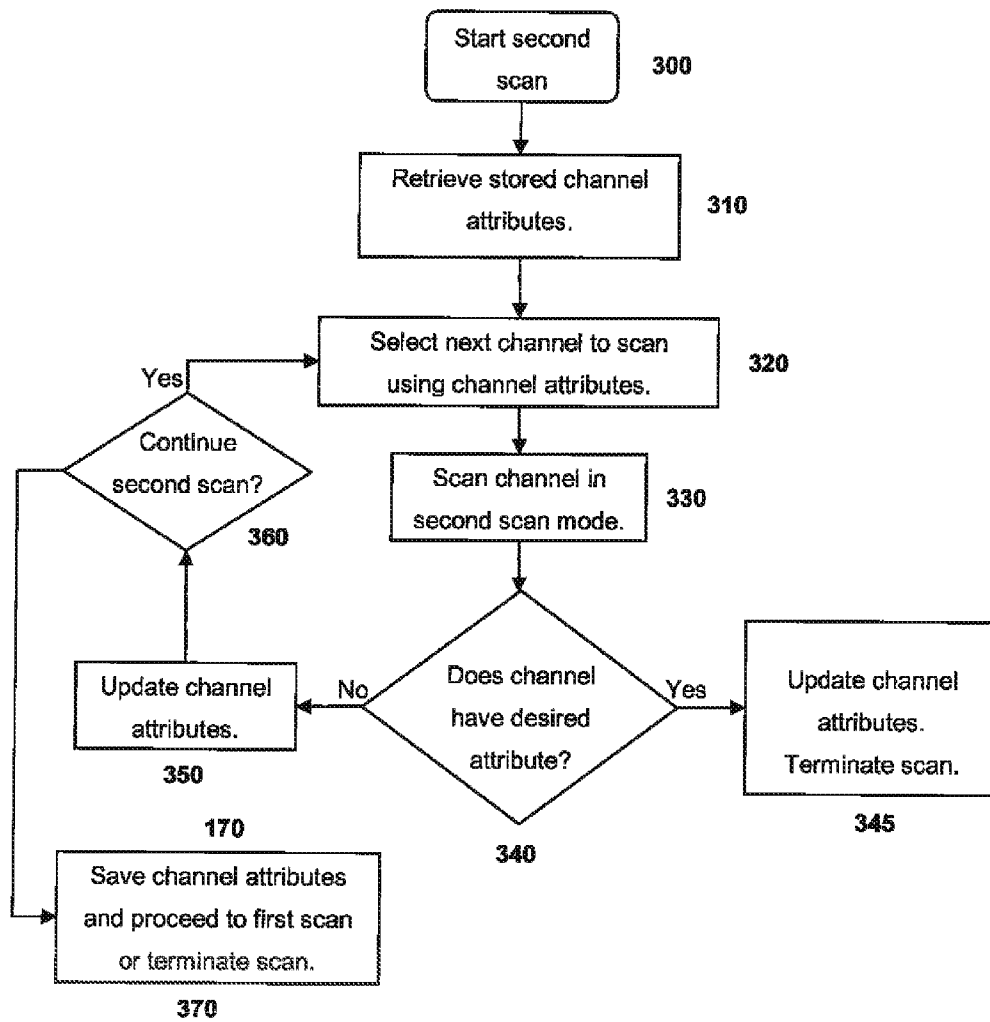 Start second
scan
300
Retrieve stored channel
attributes.
310
Select next channel to scan
using channel attributes.
320
Yes
Continue
second scan?
360
Scan channel in
second scan mode.
330
Does channel
have desired
attribute?
340
No
Yes
Update channel
attributes.
350
Update channel
attributes.
Terminate scan.
345
170
Save channel attributes
and proceed to first scan
or terminate scan.
370